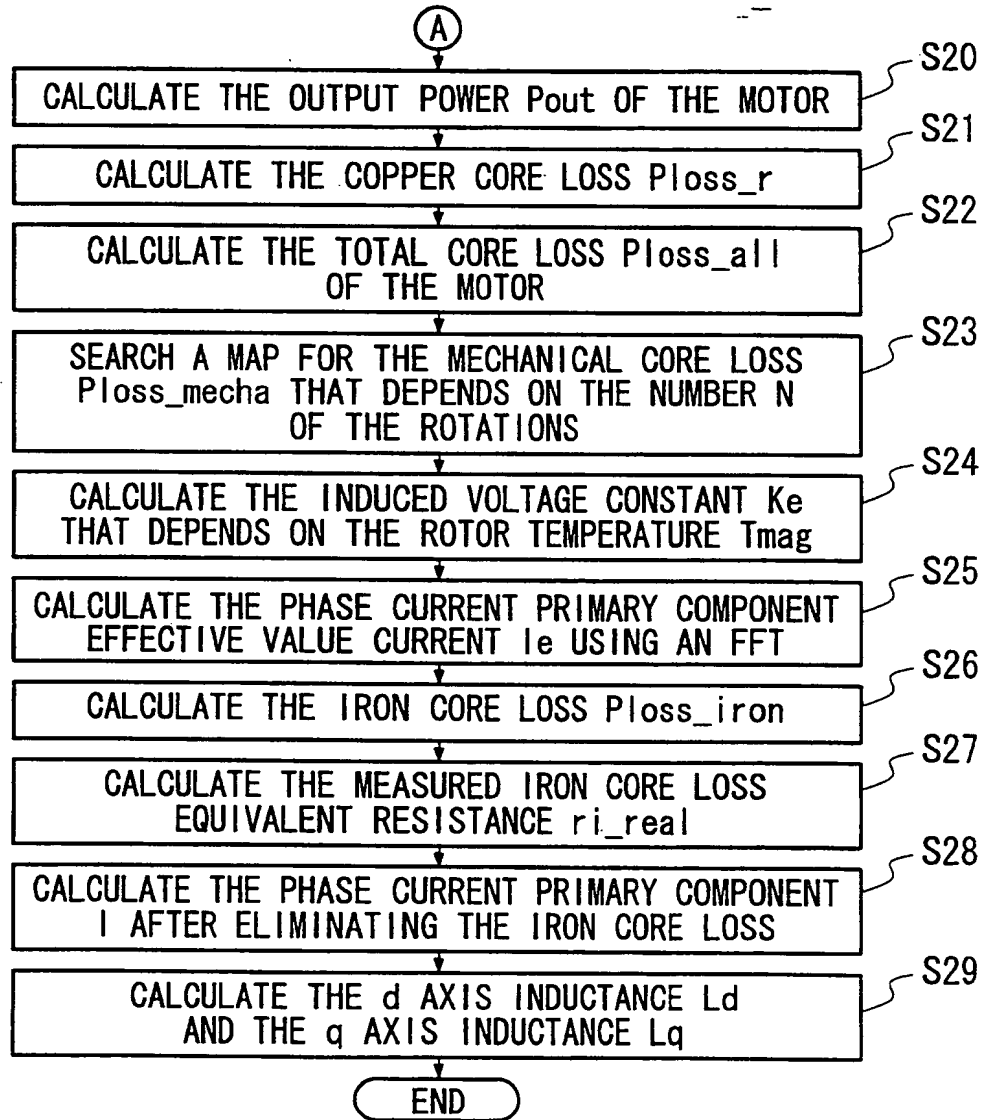 A
S20
CALCULATE THE OUTPUT POWER Pout OF THE MOTOR
S21
CALCULATE THE COPPER CORE LOSS Ploss_r
S22
CALCULATE THE TOTAL CORE LOSS Ploss_all
OF THE MOTOR
S23
SEARCH A MAP FOR THE MECHANICAL CORE LOSS
Ploss_mecha THAT DEPENDS ON THE NUMBER N
OF THE ROTATIONS
S24
CALCULATE THE INDUCED VOLTAGE CONSTANT Ke
THAT DEPENDS ON THE ROTOR TEMPERATURE Tmag
S25
CALCULATE THE PHASE CURRENT PRIMARY COMPONENT
EFFECTIVE VALUE CURRENT Ie USING AN FFT
S26
CALCULATE THE IRON CORE LOSS Ploss_iron
S27
CALCULATE THE MEASURED IRON CORE LOSS
EQUIVALENT RESISTANCE ri_real
S28
CALCULATE THE PHASE CURRENT PRIMARY COMPONENT
I AFTER ELIMINATING THE IRON CORE LOSS
S29
CALCULATE THE d AXIS INDUCTANCE Ld
AND THE q AXIS INDUCTANCE Lq
END